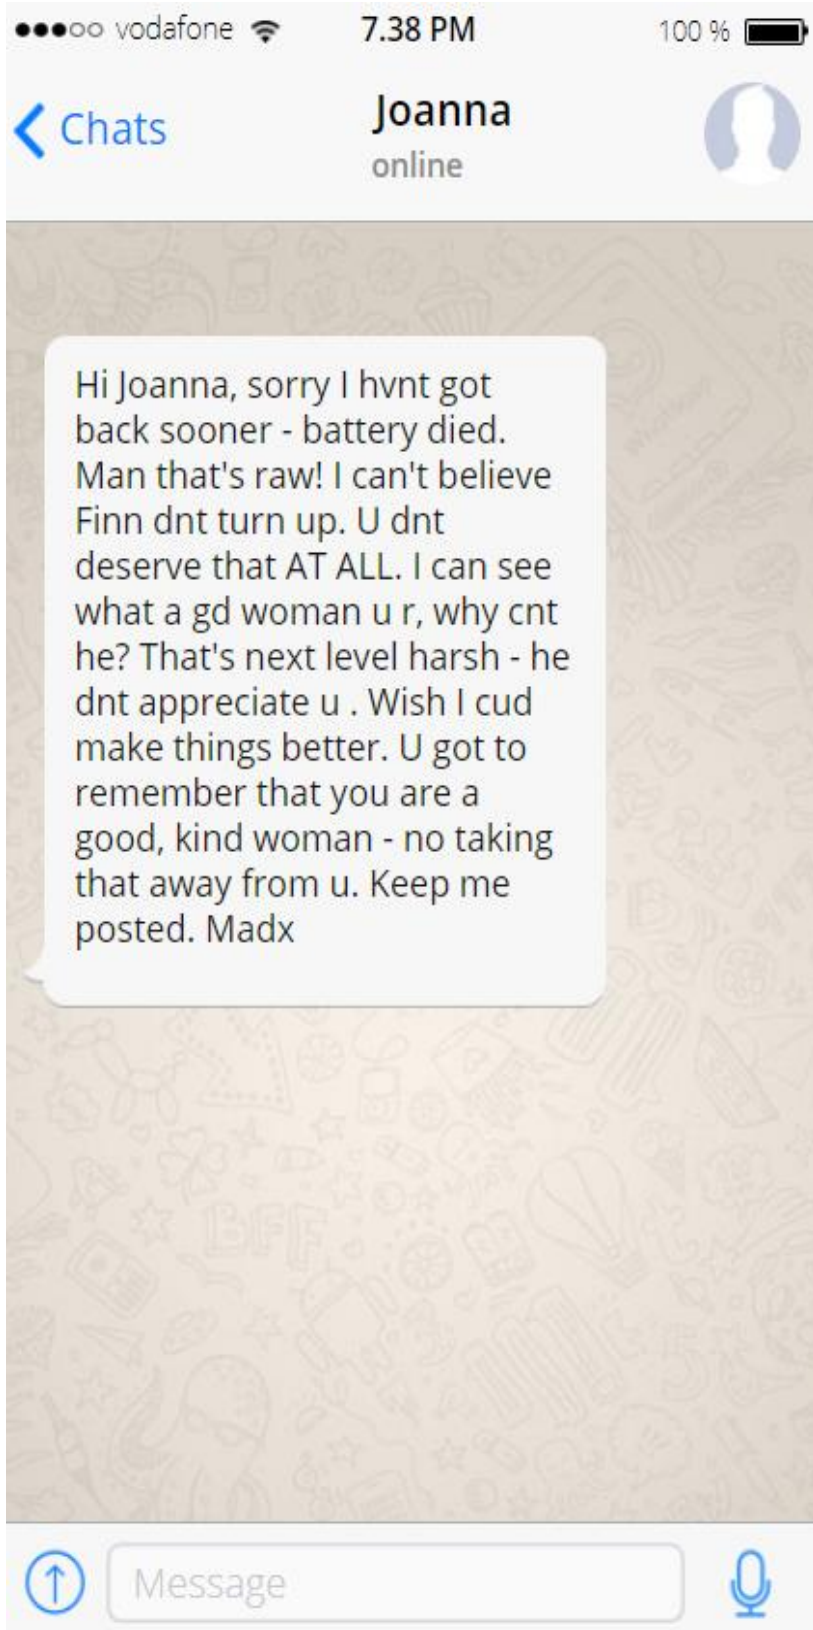 vodafone 7.38 PM 100 %
Chats
Joanna
online
Hi Joanna, sorry I hvnt got
back sooner - battery died.
Man that's raw! I can't believe
Finn dnt turn up. U dnt
deserve that AT ALL. I can see
what a gd woman u r, why cnt
he? That's next level harsh - he
dnt appreciate u . Wish I cud
make things better. U got to
remember that you are a
good, kind woman - no taking
that away from u. Keep me
posted. Madx
BFF
Message